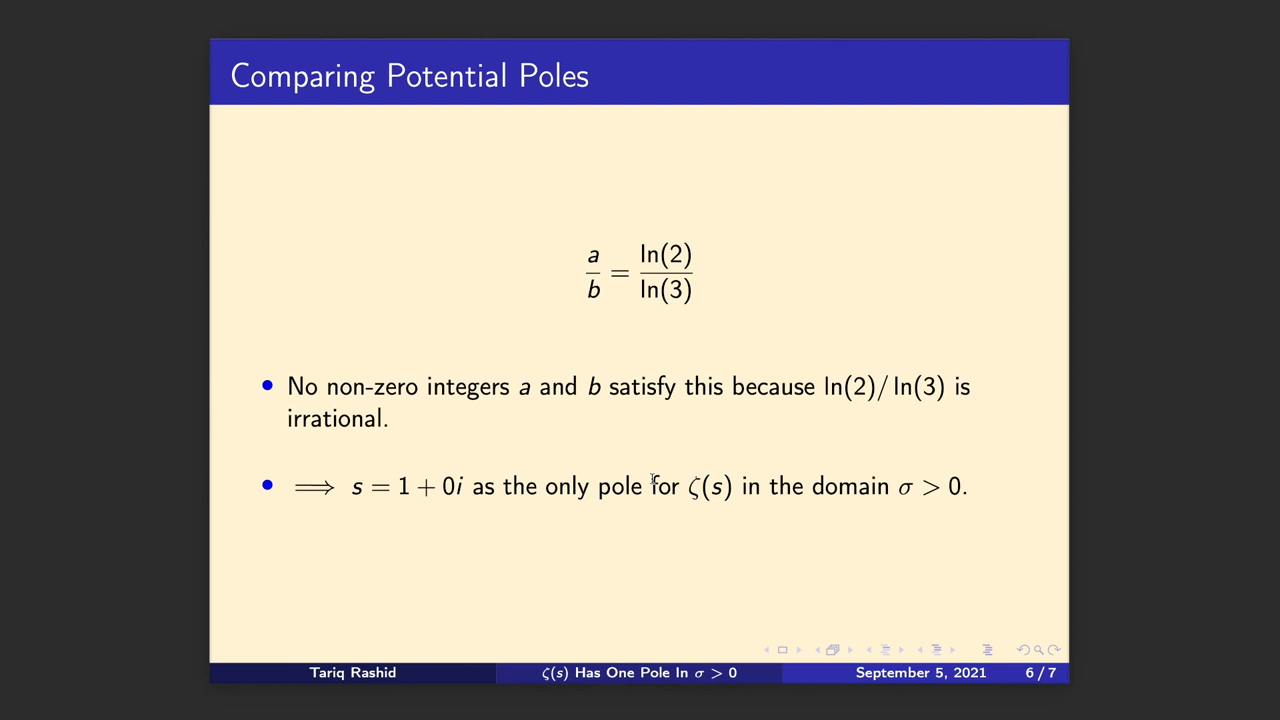 Comparing Potential Poles
a/b = ln(2)/ln(3)
• No non-zero integers a and b satisfy this because ln(2)/ ln(3) is
irrational.
• ⟹ s = 1 + 0i as the only pole for ζ(s) in the domain σ > 0.
Tariq Rashid ζ(s) Has One Pole In σ > 0 September 5, 2021 6 / 7